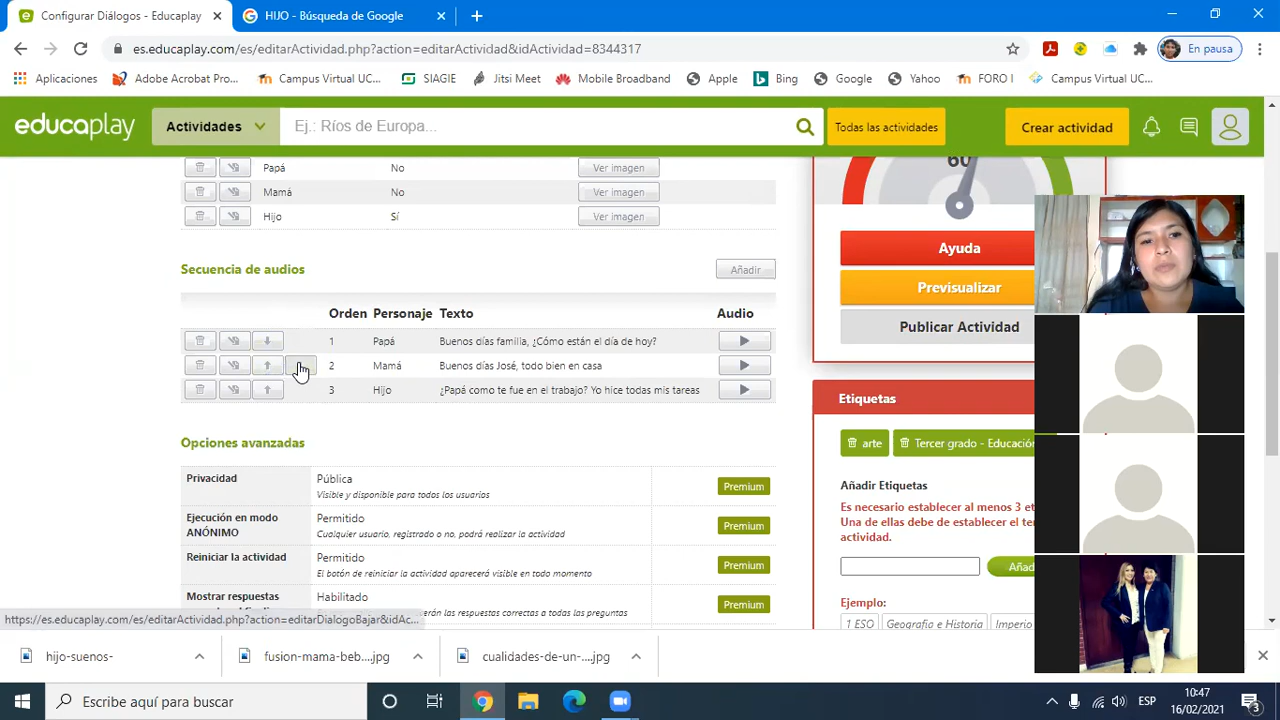 Configurar Diálogos - Educaplay
HIJO - Búsqueda de Google
es.educaplay.com/es/editarActividad.php?action=editarActividad&idActividad=8344317
En pausa
Aplicaciones
Adobe Acrobat Pro...
Campus Virtual UC...
SIAGIE
Jitsi Meet
Mobile Broadband
Apple
Bing
Google
Yahoo
FORO I
Campus Virtual UC...
educaplay
Actividades
Ej.: Ríos de Europa...
Todas las actividades
Crear actividad
Papá No Ver imagen
Mamá No Ver imagen
Hijo Sí Ver imagen
60
Ayuda
Previsualizar
Publicar Actividad
Secuencia de audios
Añadir
Orden Personaje Texto Audio
1 Papá Buenos días familia, ¿Cómo están el día de hoy?
2 Mamá Buenos días José, todo bien en casa
3 Hijo ¿Papá como te fue en el trabajo? Yo hice todas mis tareas
Etiquetas
arte
Tercer grado - Educació
Añadir Etiquetas
Es necesario establecer al menos 3 et
Una de ellas debe de establecer el te
actividad.
Añad
Ejemplo:
1 ESO
Geografia e Historia
Imperio
Opciones avanzadas
Privacidad
Pública
Visible y disponible para todos los usuarios
Premium
Ejecución en modo ANÓNIMO
Permitido
Cualquier usuario, registrado o no, podrá realizar la actividad
Premium
Reiniciar la actividad
Permitido
El botón de reiniciar la actividad aparecerá visible en todo momento
Premium
Mostrar respuestas
Habilitado
erán las respuestas correctas a todas las preguntas
Premium
https://es.educaplay.com/es/editarActividad.php?action=editarDialogoBajar&idAc...
hijo-suenos-
fusion-mama-beb....jpg
cualidades-de-un-....jpg
Escribe aquí para buscar
ESP
10:47
16/02/2021
3